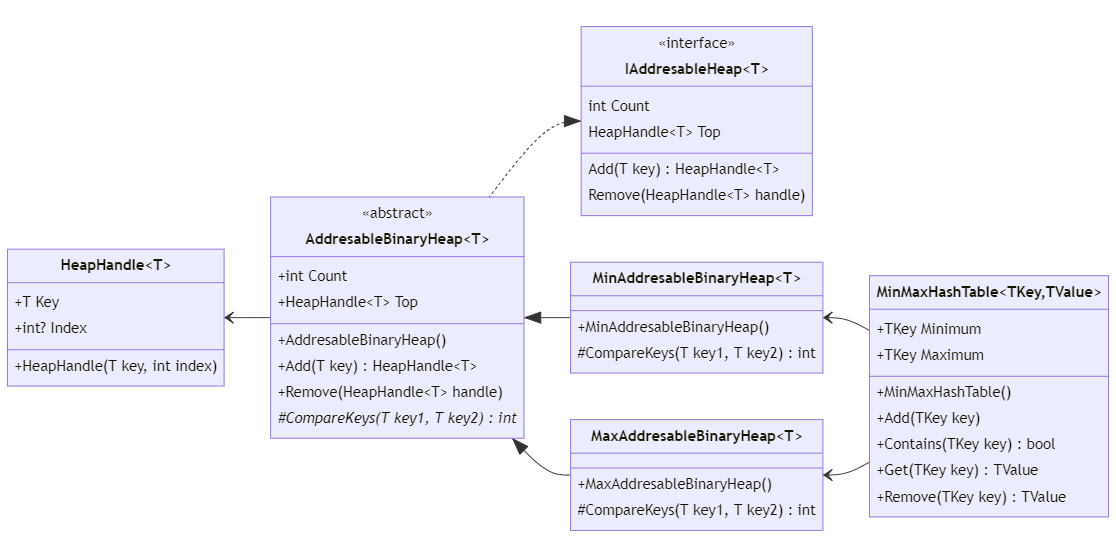 «interface»
IAddresableHeap<T>
int Count
HeapHandle<T> Top
Add(T key) : HeapHandle<T>
Remove(HeapHandle<T> handle)
«abstract»
AddresableBinaryHeap<T>
+int Count
+HeapHandle<T> Top
+AddresableBinaryHeap()
+Add(T key) : HeapHandle<T>
+Remove(HeapHandle<T> handle)
#CompareKeys(T key1, T key2) : int
HeapHandle<T>
+T Key
+int? Index
+HeapHandle(T key, int index)
MinAddresableBinaryHeap<T>
+MinAddresableBinaryHeap()
#CompareKeys(T key1, T key2) : int
MaxAddresableBinaryHeap<T>
+MaxAddresableBinaryHeap()
#CompareKeys(T key1, T key2) : int
MinMaxHashTable<TKey,TValue>
+TKey Minimum
+TKey Maximum
+MinMaxHashTable()
+Add(TKey key)
+Contains(TKey key) : bool
+Get(TKey key) : TValue
+Remove(TKey key) : TValue